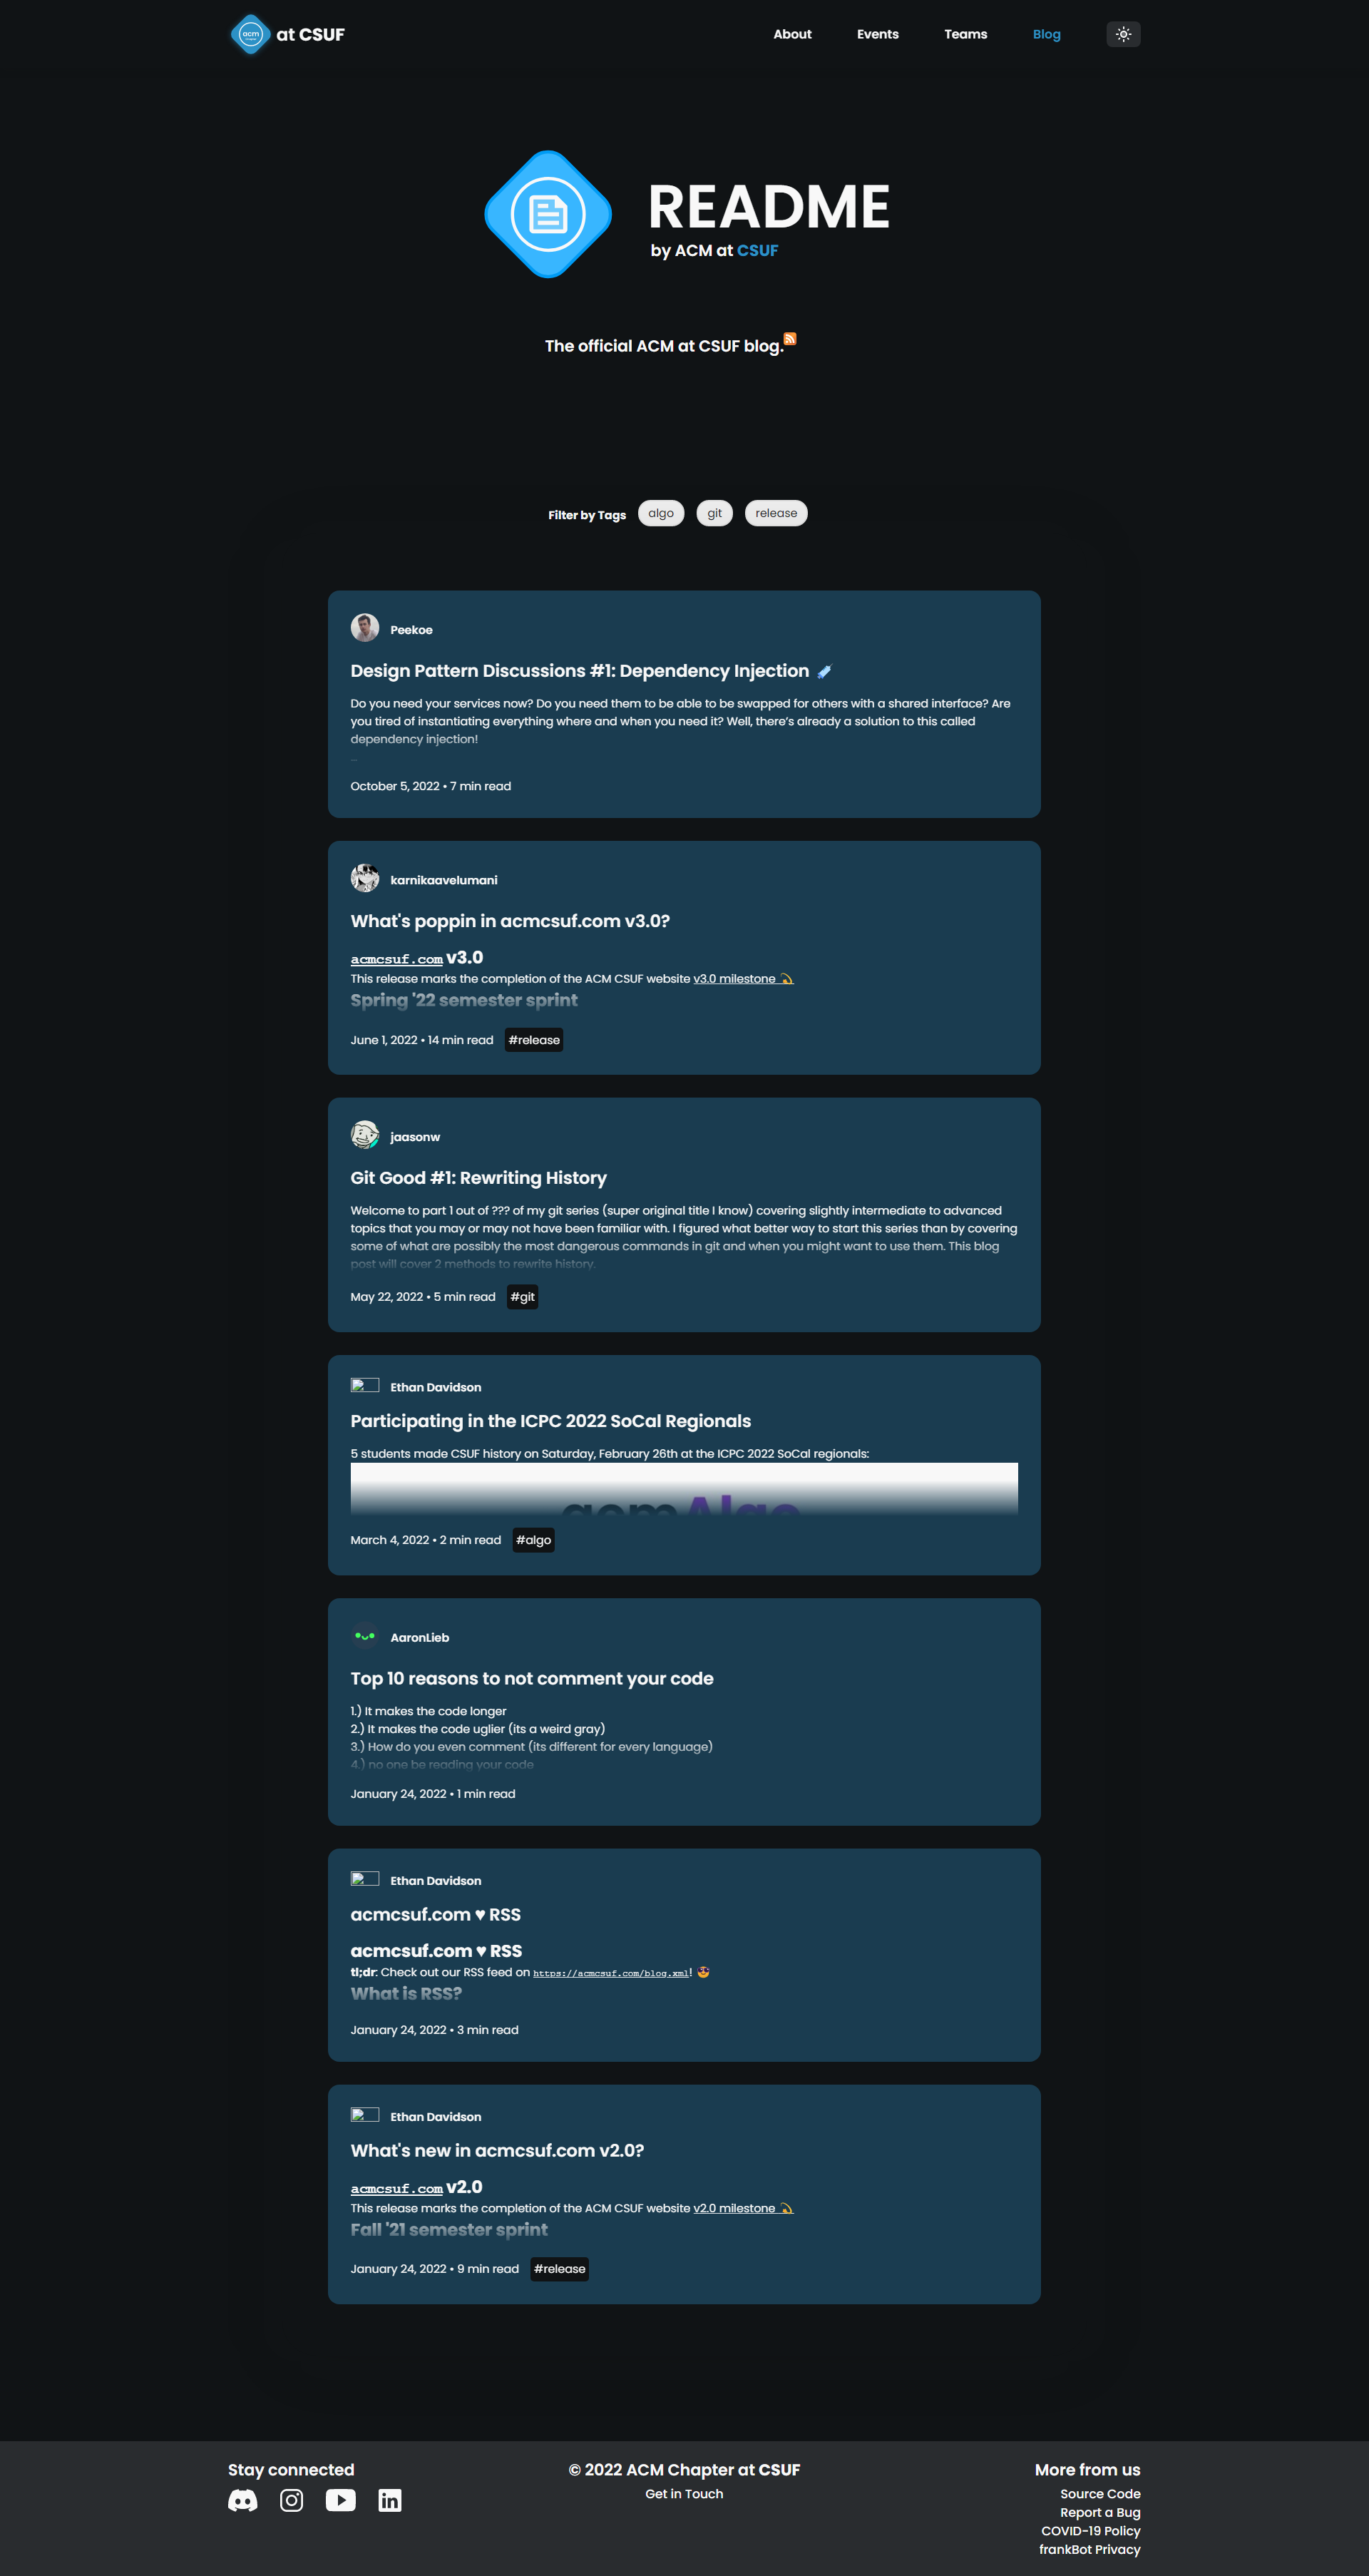 acm at CSUF
About Events Teams Blog
README
by ACM at CSUF
The official ACM at CSUF blog.
Filter by Tags algo git release
Peekoe
Design Pattern Discussions #1: Dependency Injection
Do you need your services now? Do you need them to be able to be swapped for others with a shared interface? Are
you tired of instantiating everything where and when you need it? Well, there's already a solution to this called
dependency injection!
October 5, 2022 • 7 min read
karnikaavelumani
What's poppin in acmcsuf.com v3.0?
acmcsuf.com v3.0
This release marks the completion of the ACM CSUF website v3.0 milestone 💫
Spring '22 semester sprint
June 1, 2022 • 14 min read #release
jaasonw
Git Good #1: Rewriting History
Welcome to part 1 out of ??? of my git series (super original title I know) covering slightly intermediate to advanced
topics that you may or may not have been familiar with. I figured what better way to start this series than by covering
some of what are possibly the most dangerous commands in git and when you might want to use them. This blog
post will cover 2 methods to rewrite history.
May 22, 2022 • 5 min read #git
Ethan Davidson
Participating in the ICPC 2022 SoCal Regionals
5 students made CSUF history on Saturday, February 26th at the ICPC 2022 SoCal regionals:
acmAlgo
March 4, 2022 • 2 min read #algo
AaronLieb
Top 10 reasons to not comment your code
1.) It makes the code longer
2.) It makes the code uglier (its a weird gray)
3.) How do you even comment (its different for every language)
4.) no one be reading your code
January 24, 2022 • 1 min read
Ethan Davidson
acmcsuf.com ♥ RSS
acmcsuf.com ♥ RSS
tl;dr: Check out our RSS feed on https://acmcsuf.com/blog.xml! 😎
What is RSS?
January 24, 2022 • 3 min read
Ethan Davidson
What's new in acmcsuf.com v2.0?
acmcsuf.com v2.0
This release marks the completion of the ACM CSUF website v2.0 milestone 💫
Fall '21 semester sprint
January 24, 2022 • 9 min read #release
Stay connected
© 2022 ACM Chapter at CSUF
Get in Touch
More from us
Source Code
Report a Bug
COVID-19 Policy
frankBot Privacy